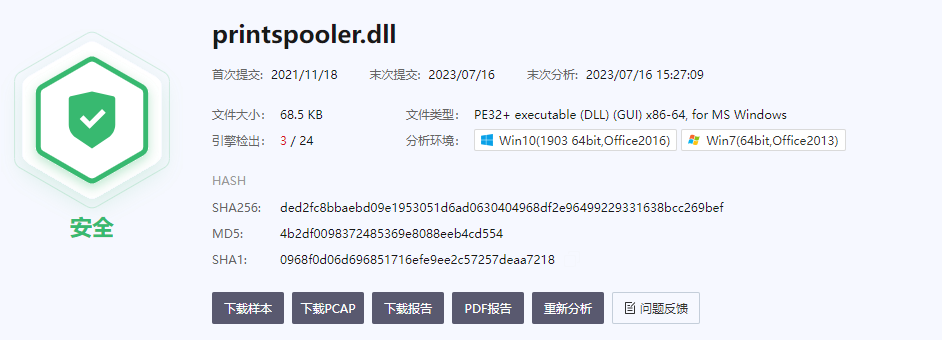 printspooler.dll
首次提交: 2021/11/18 末次提交: 2023/07/16 末次分析: 2023/07/16 15:27:09
文件大小: 68.5 KB 文件类型: PE32+ executable (DLL) (GUI) x86-64, for MS Windows
引擎检出: 3 / 24 分析环境: Win10(1903 64bit,Office2016) Win7(64bit,Office2013)
HASH
SHA256: ded2fc8bbaebd09e1953051d6ad0630404968df2e96499229331638bcc269bef
安全
MD5: 4b2df0098372485369e8088eeb4cd554
SHA1: 0968f0d06d696851716efe9ee2c57257deaa7218
下载样本 下载PCAP 下载报告 PDF报告 重新分析 问题反馈